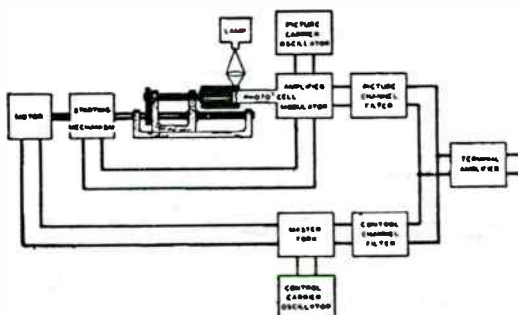 LAMP
PICTURE
CARRIER
OSCILLATOR
MOTOR
STARTING
MECHANISM
PHOTO
AMPLIFIER
CELL
MODULATOR
PICTURE
CHANNEL
FILTER
TERMINAL
AMPLIFIER
MASTER
FORK
CONTROL
CHANNEL
FILTER
CONTROL
CARRIER
OSCILLATOR